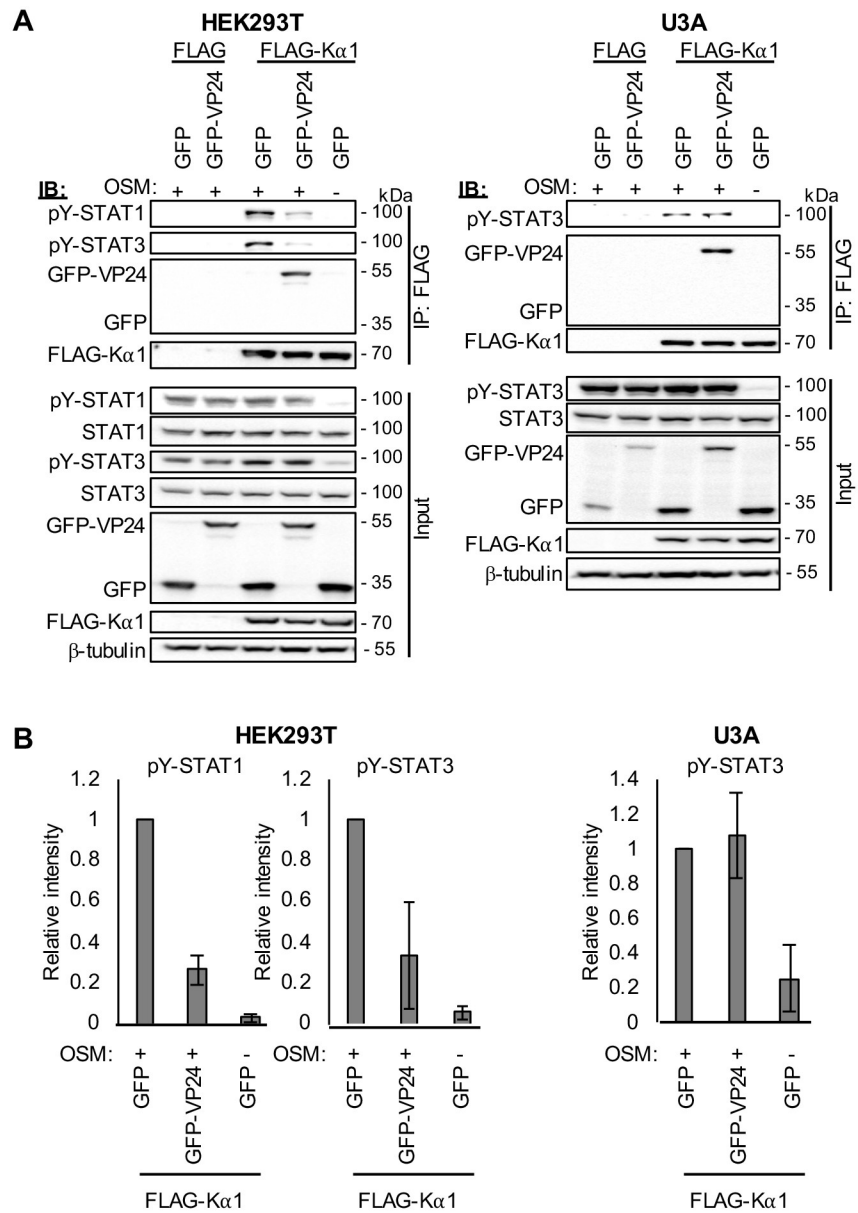 A
HEK293T
FLAG FLAG-Kα1
GFP GFP-VP24 GFP GFP-VP24 GFP
IB: OSM: + + + + - kDa
pY-STAT1 - 100
pY-STAT3 - 100
GFP-VP24 - 55
GFP - 35
FLAG-Kα1 - 70
IP: FLAG
pY-STAT1 - 100
STAT1 - 100
pY-STAT3 - 100
STAT3 - 100
GFP-VP24 - 55
GFP - 35
FLAG-Kα1 - 70
β-tubulin - 55
Input
U3A
FLAG FLAG-Kα1
GFP GFP-VP24 GFP GFP-VP24 GFP
IB: OSM: + + + + - kDa
pY-STAT3 - 100
GFP-VP24 - 55
GFP - 35
FLAG-Kα1 - 70
IP: FLAG
pY-STAT3 - 100
STAT3 - 100
GFP-VP24 - 55
GFP - 35
FLAG-Kα1 - 70
β-tubulin - 55
Input
B
HEK293T
pY-STAT1
Relative intensity
1.2
1
0.8
0.6
0.4
0.2
0
OSM: + + -
GFP GFP-VP24 GFP
FLAG-Kα1
pY-STAT3
Relative intensity
1.2
1
0.8
0.6
0.4
0.2
0
OSM: + + -
GFP GFP-VP24 GFP
FLAG-Kα1
U3A
pY-STAT3
Relative intensity
1.4
1.2
1
0.8
0.6
0.4
0.2
0
OSM: + + -
GFP GFP-VP24 GFP
FLAG-Kα1